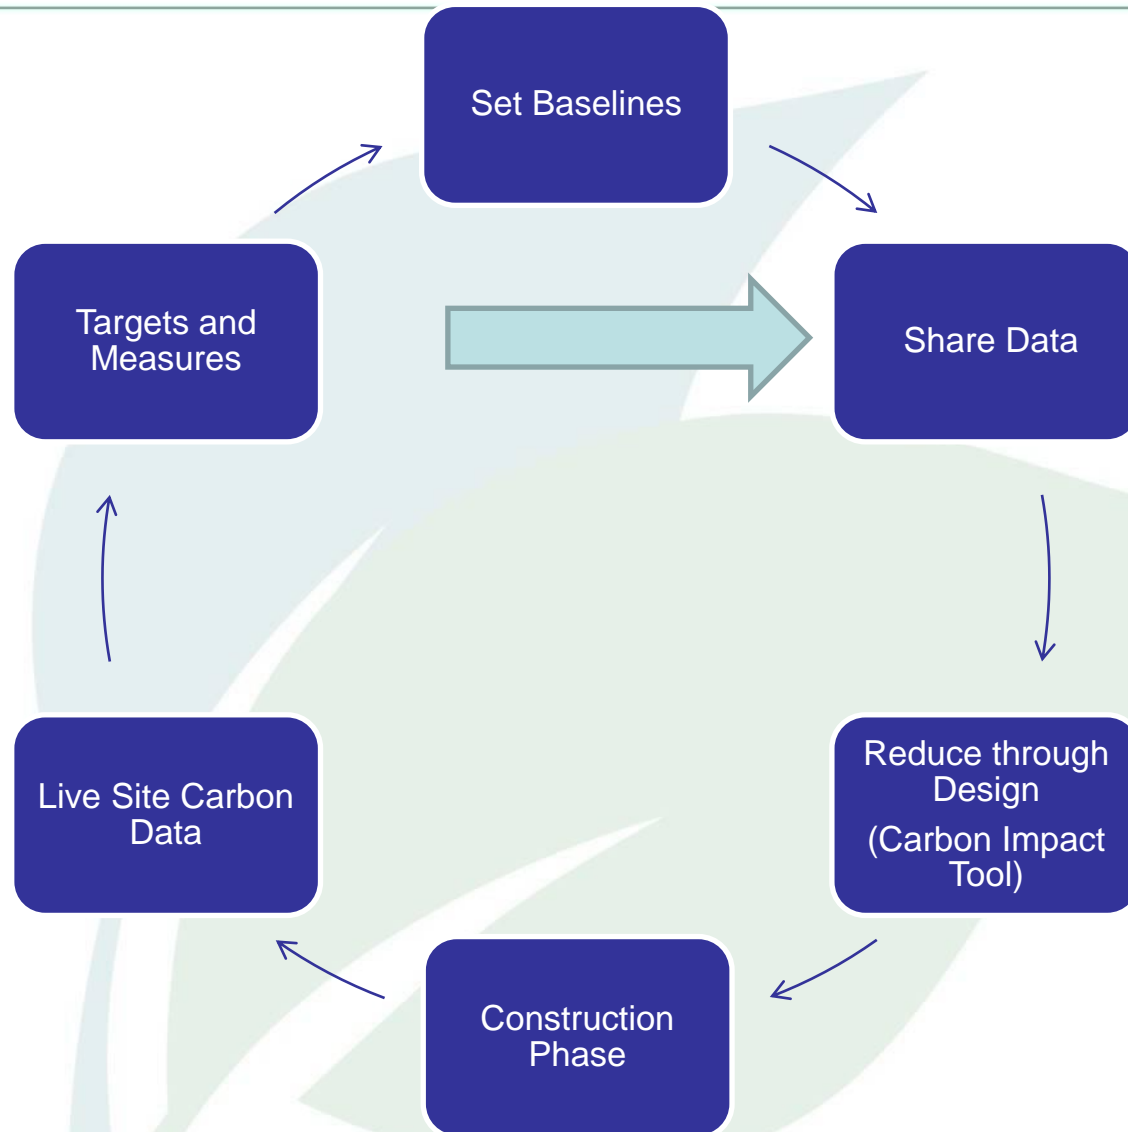 Set Baselines
Targets and
Measures
Share Data
Live Site Carbon
Data
Reduce through
Design
(Carbon Impact
Tool)
Construction
Phase